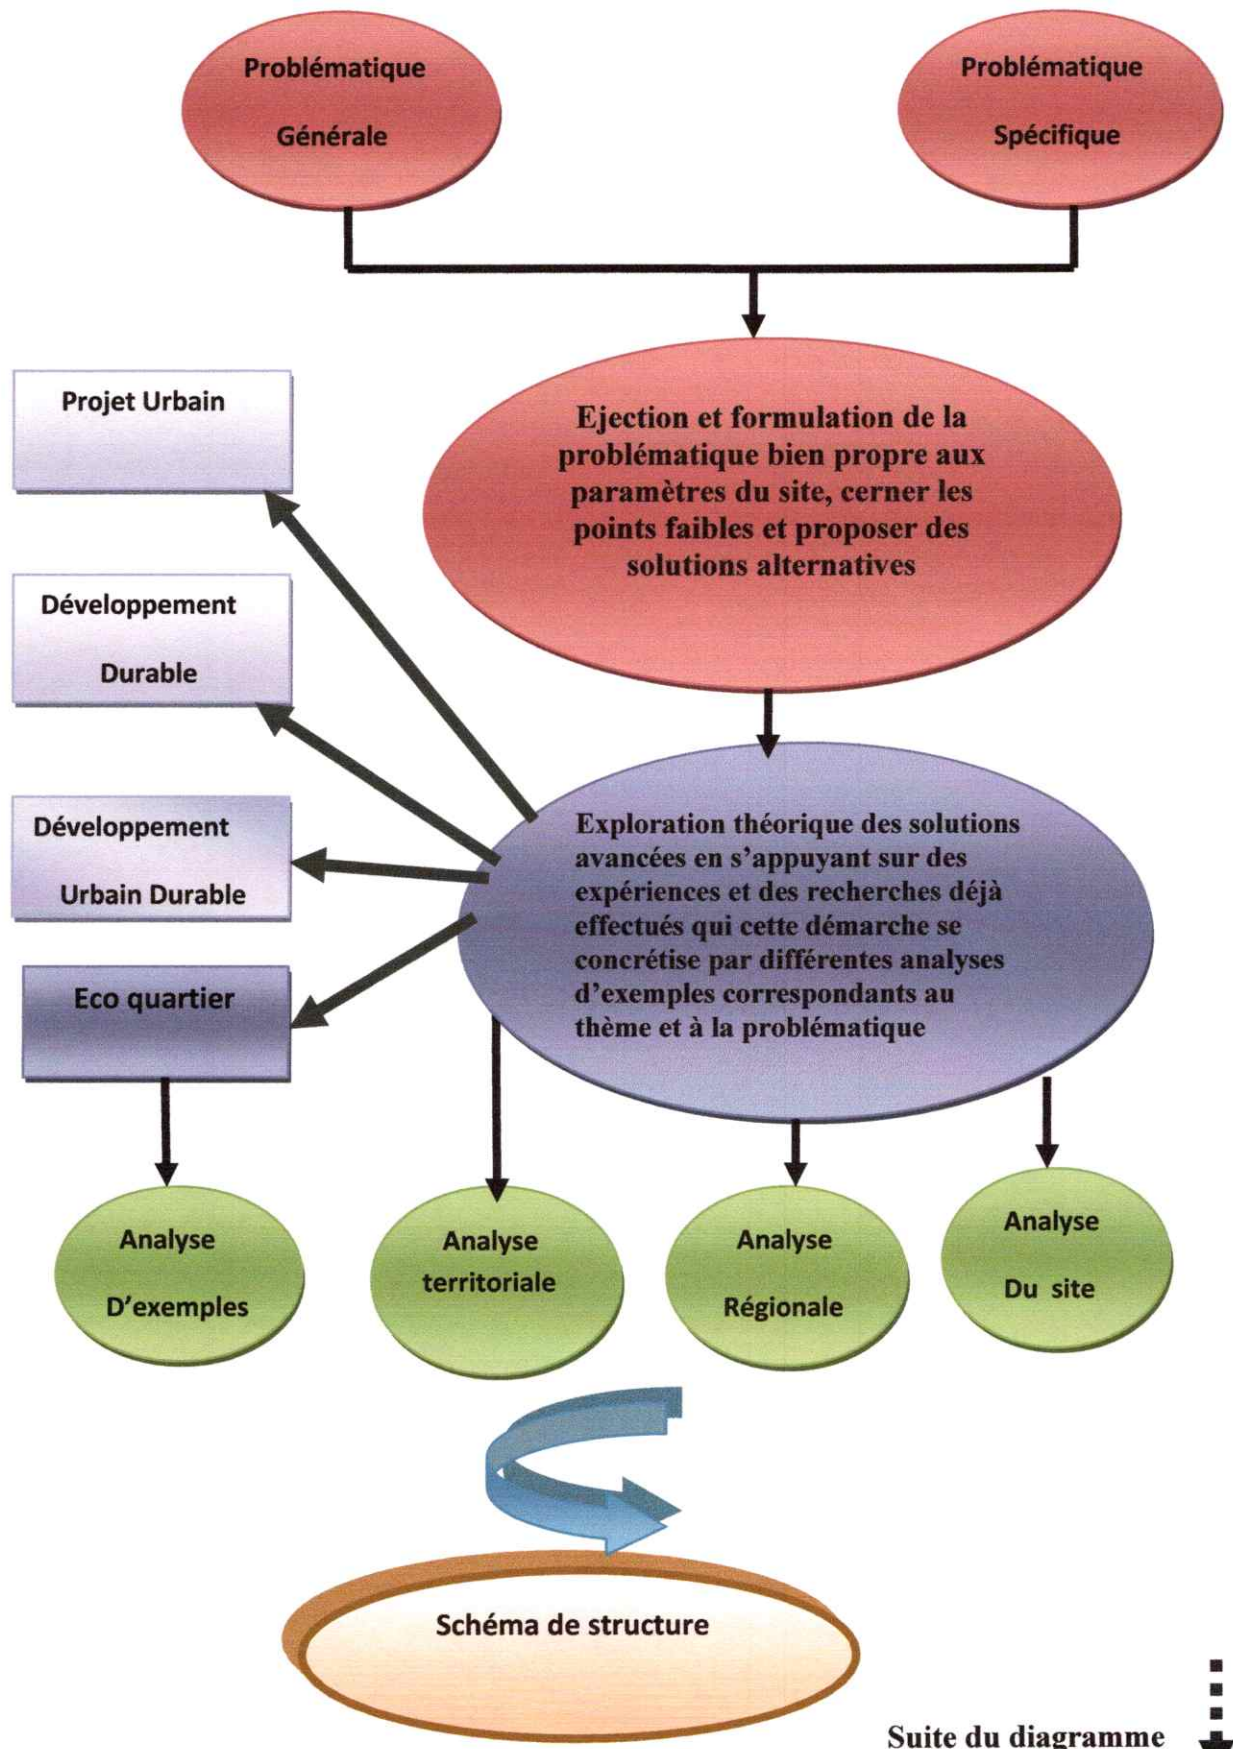 Problématique
Générale
Problématique
Spécifique
Ejection et formulation de la
problématique bien propre aux
paramètres du site, cerner les
points faibles et proposer des
solutions alternatives
Projet Urbain
Développement
Durable
Développement
Urbain Durable
Eco quartier
Exploration théorique des solutions
avancées en s’appuyant sur des
expériences et des recherches déjà
effectués qui cette démarche se
concrétise par différentes analyses
d’exemples correspondants au
thème et à la problématique
Analyse
D’exemples
Analyse
territoriale
Analyse
Régionale
Analyse
Du site
Schéma de structure
Suite du diagramme